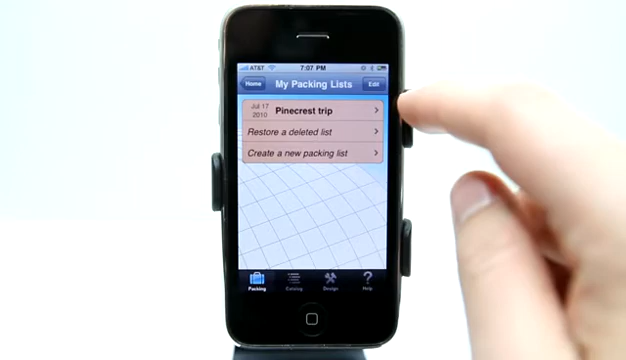 AT&T 7:07 PM
Home My Packing Lists Edit
Jul 17
2010 Pinecrest trip
Restore a deleted list
Create a new packing list
Packing Catalog Design Help